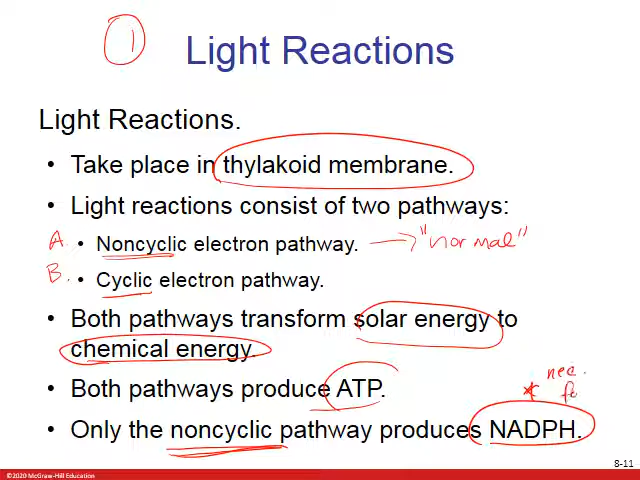 1
Light Reactions
Light Reactions.
• Take place in thylakoid membrane.
• Light reactions consist of two pathways:
A. • Noncyclic electron pathway. → "normal"
B. • Cyclic electron pathway.
• Both pathways transform solar energy to
chemical energy.
• Both pathways produce ATP.
• Only the noncyclic pathway produces NADPH.
8-11
©2020 McGraw-Hill Education